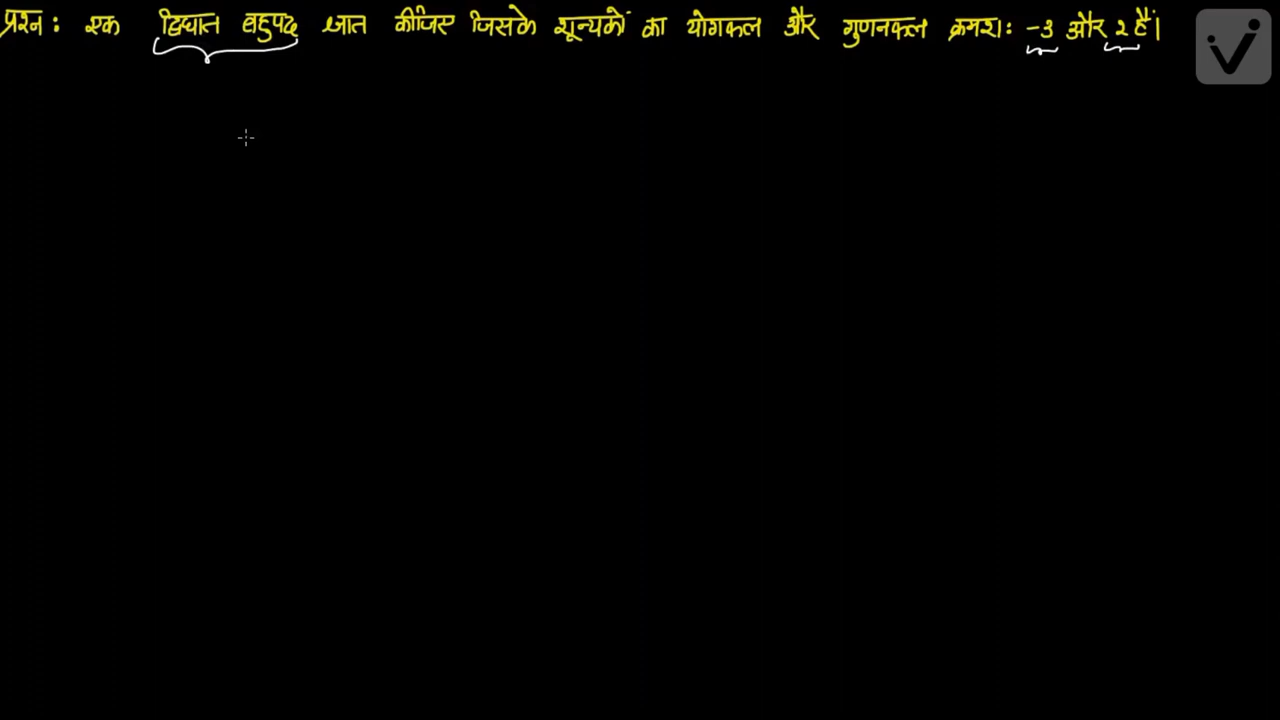 प्रश्न: एक द्विघात बहुपद ज्ञात कीजिए जिसके शून्यकों का योगफल और गुणनफल क्रमश: -3 और 2 हैं।